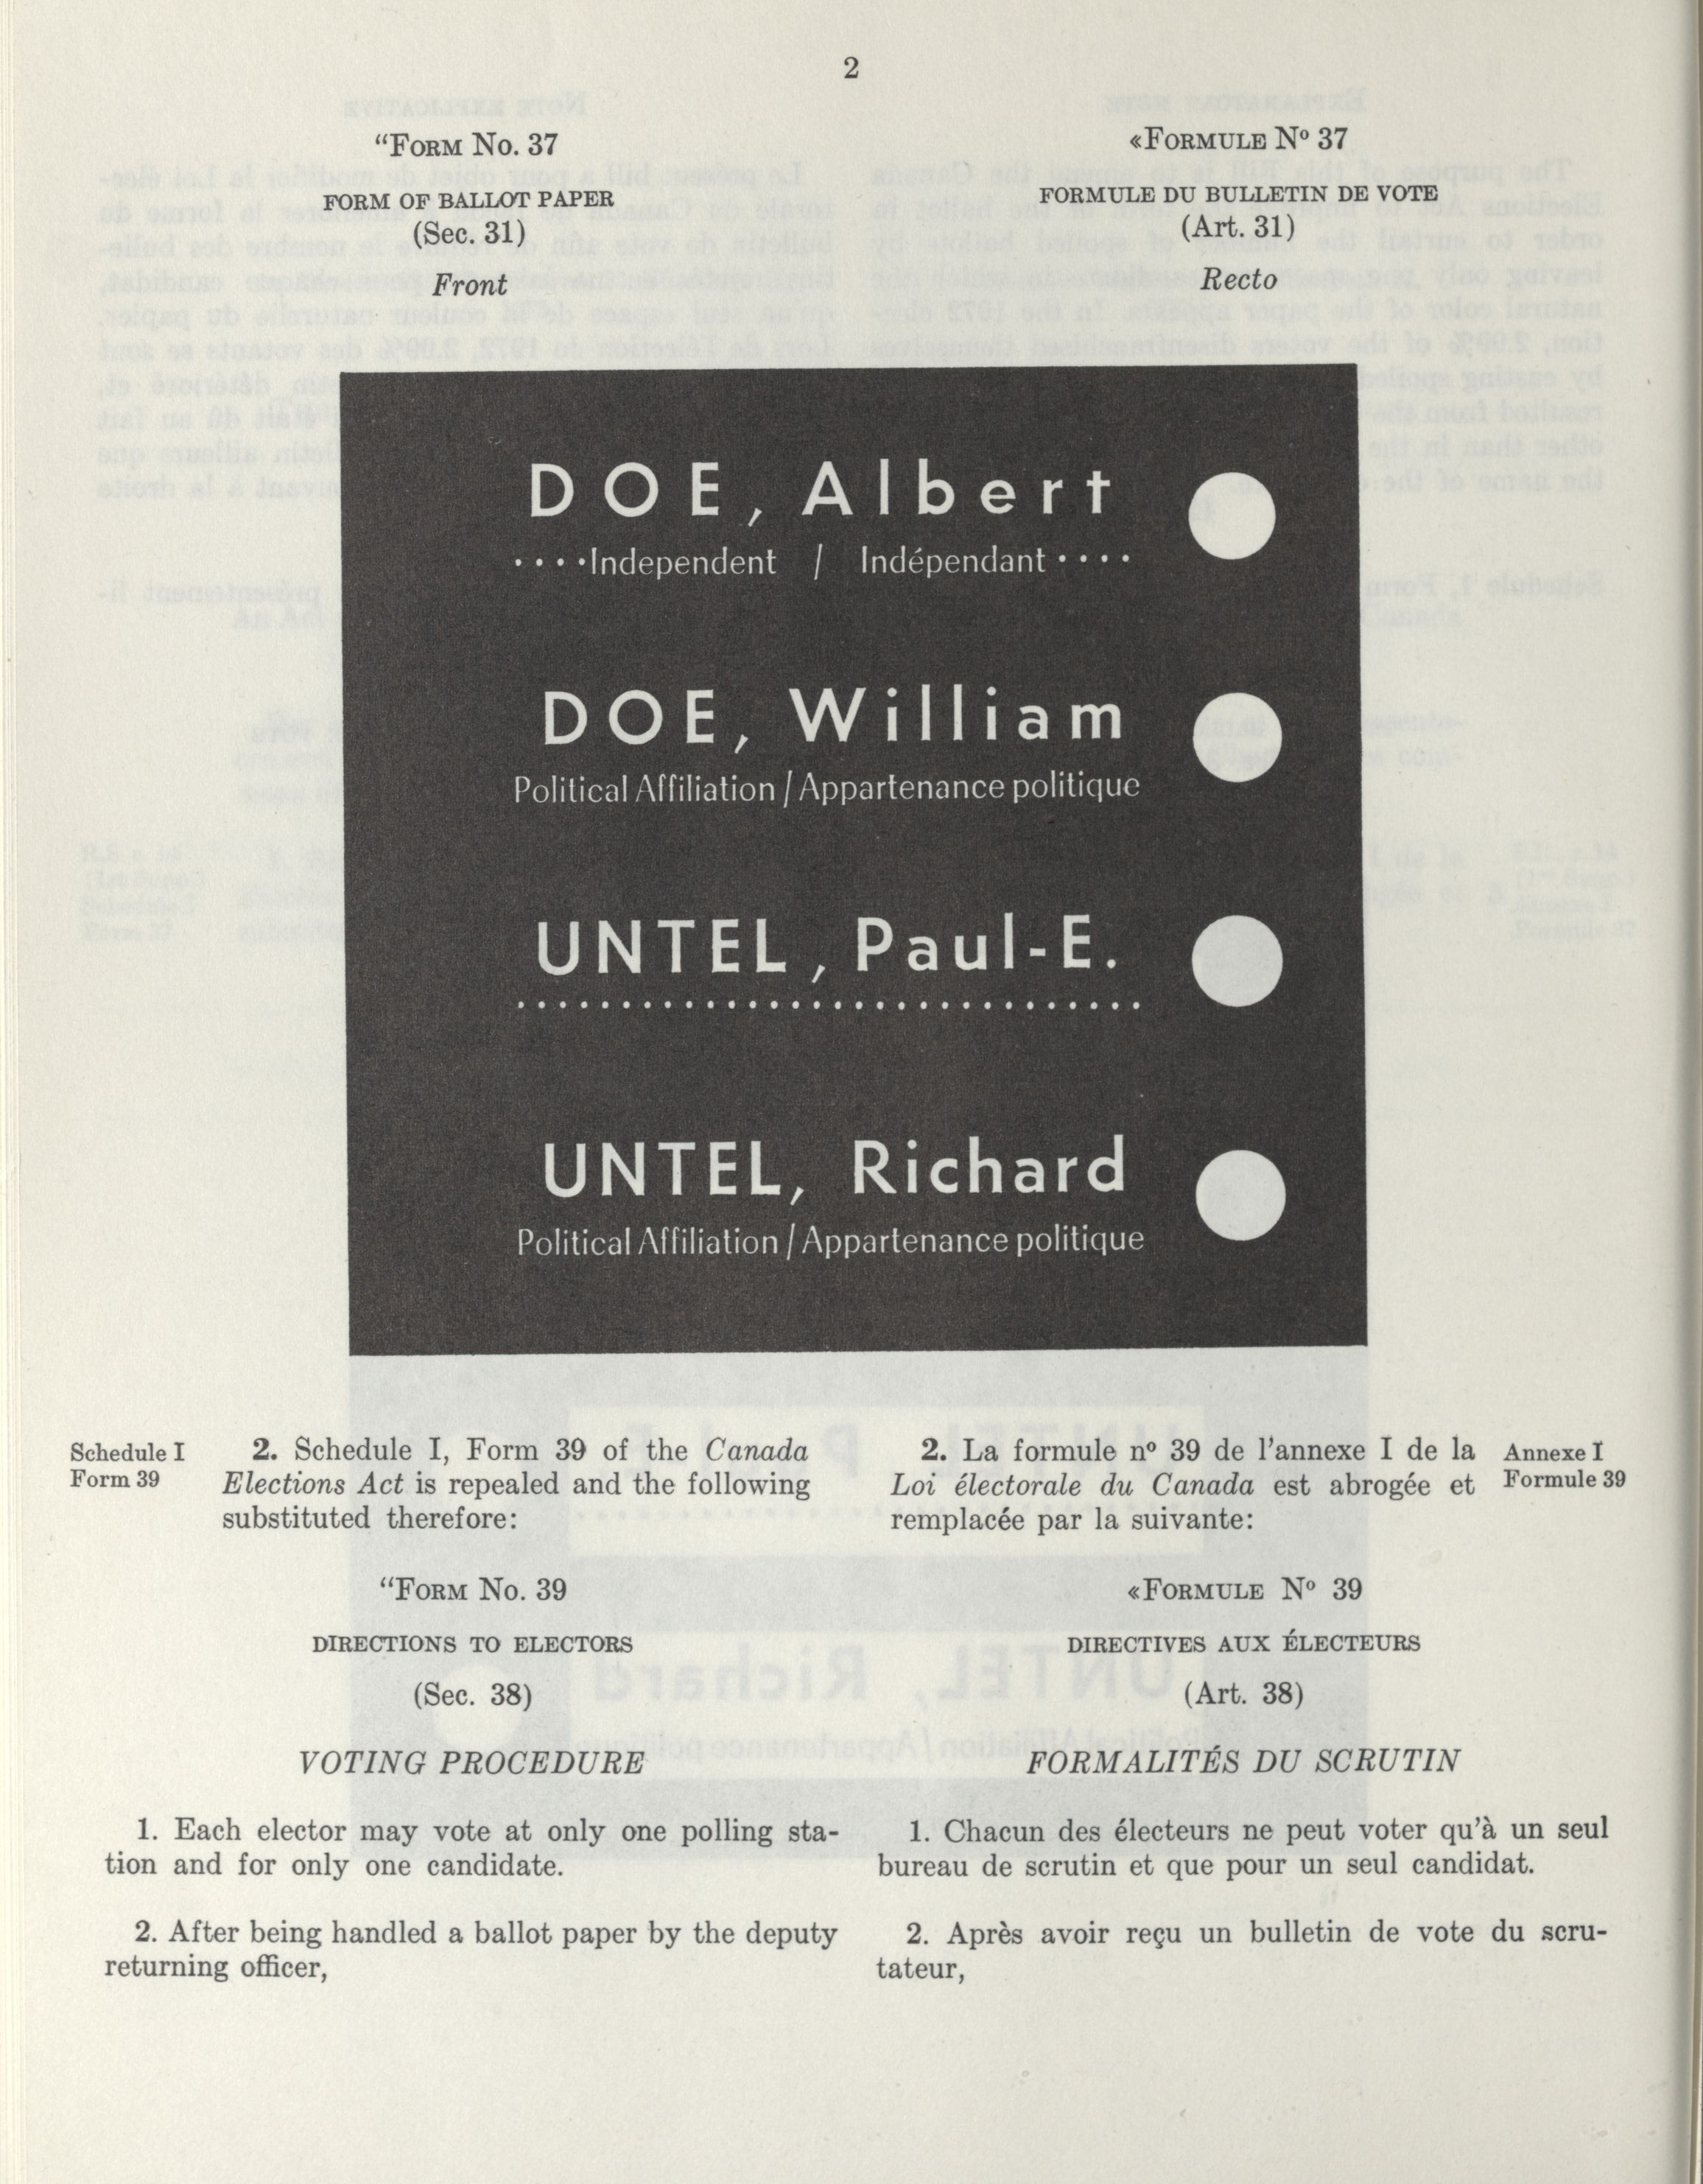 2
“FORM NO. 37
FORM OF BALLOT PAPER
(Sec. 31)
Front
«FORMULE Nº 37
FORMULE DU BULLETIN DE VOTE
(Art. 31)
Recto
DOE, Albert
····Independent / Indépendant····
DOE, William
Political Affiliation / Appartenance politique
UNTEL, Paul-E.
UNTEL, Richard
Political Affiliation / Appartenance politique
Schedule I
Form 39
2. Schedule I, Form 39 of the Canada
Elections Act is repealed and the following
substituted therefore:
“FORM NO. 39
DIRECTIONS TO ELECTORS
(Sec. 38)
VOTING PROCEDURE
1. Each elector may vote at only one polling sta-
tion and for only one candidate.
2. After being handled a ballot paper by the deputy
returning officer,
2. La formule nº 39 de l'annexe I de la
Loi électorale du Canada est abrogée et
remplacée par la suivante:
Annexe I
Formule 39
«FORMULE Nº 39
DIRECTIVES AUX ÉLECTEURS
(Art. 38)
FORMALITÉS DU SCRUTIN
1. Chacun des électeurs ne peut voter qu'à un seul
bureau de scrutin et que pour un seul candidat.
2. Après avoir reçu un bulletin de vote du scru-
tateur,